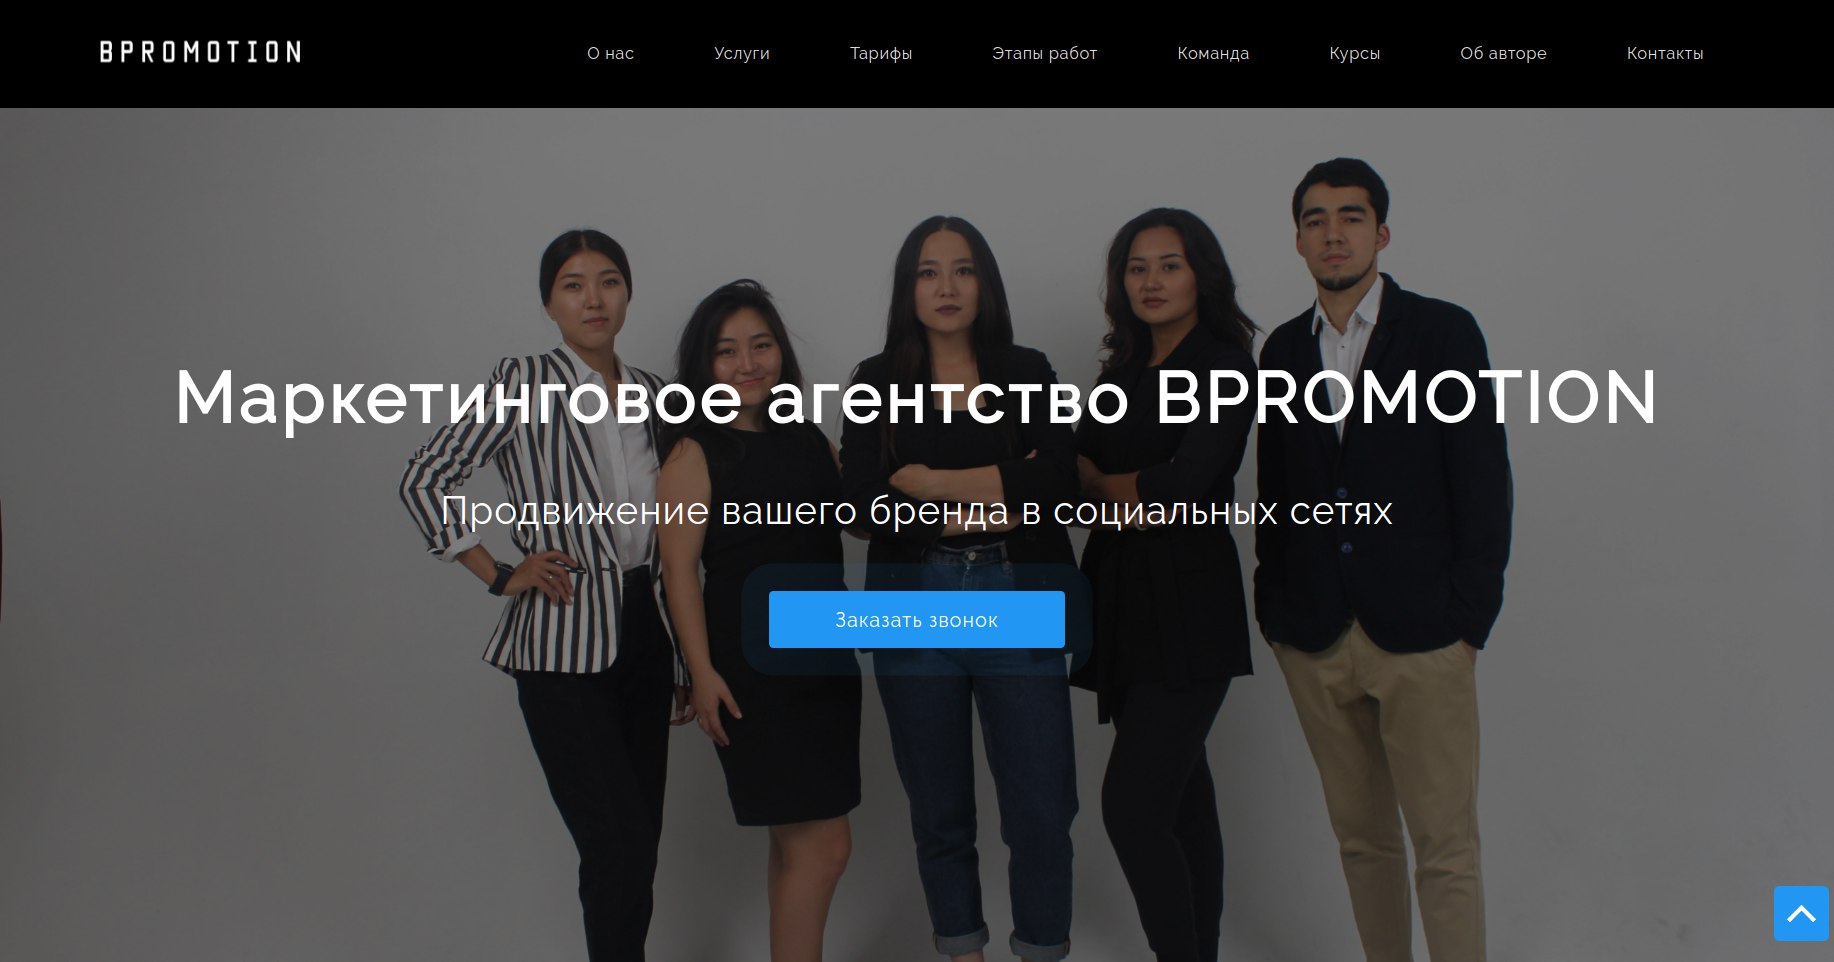 BPROMOTION
О нас Услуги Тарифы Этапы работ Команда Курсы Об авторе Контакты
Маркетинговое агентство BPROMOTION
Продвижение вашего бренда в социальных сетях
Заказать звонок